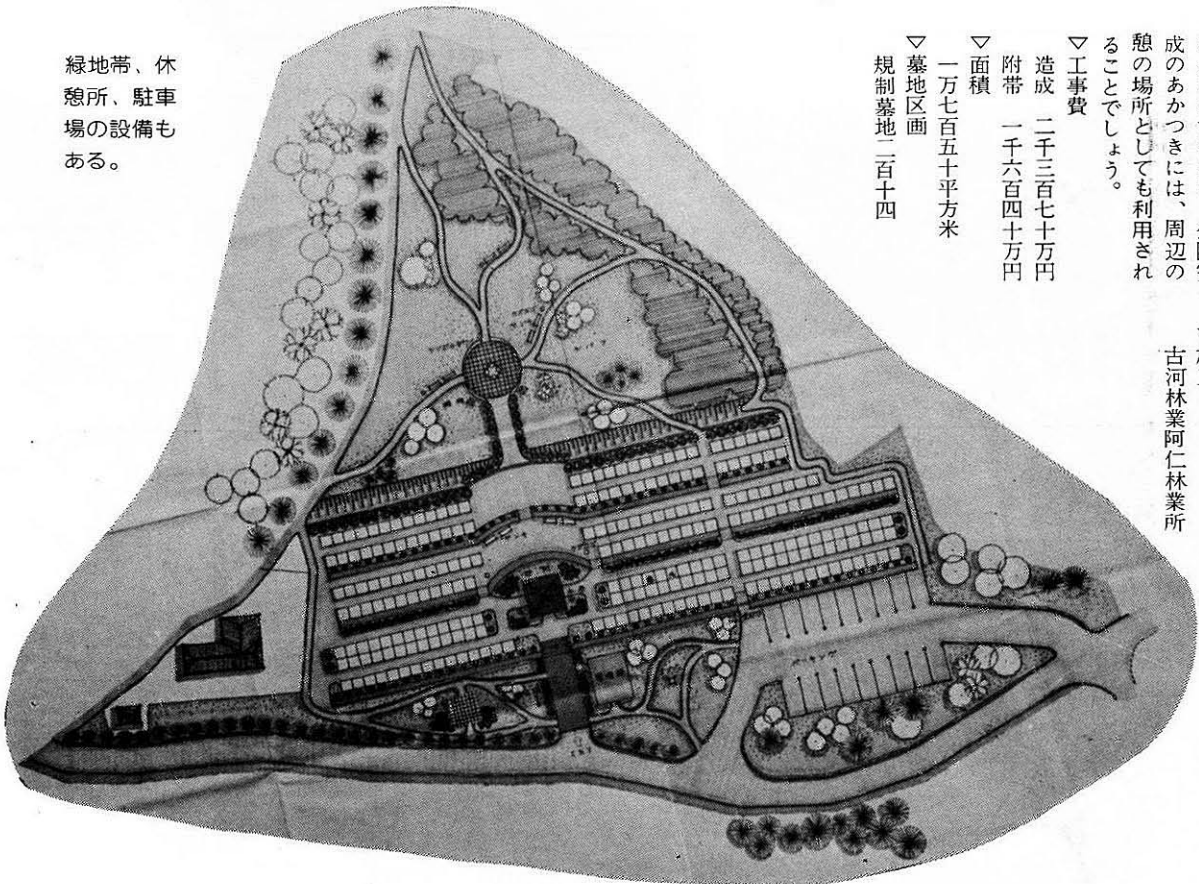 成のあかつきには、周辺の
憩の場所としても利用され
ることでしょう。
▽工事費
造成　二千三百七十万円
附帯　一千六百四十万円
▽面積
一万七百五十平方米
▽墓地区画
規制墓地二百十四
古河林業阿仁林業所
緑地帯、休
憩所、駐車
場の設備も
ある。